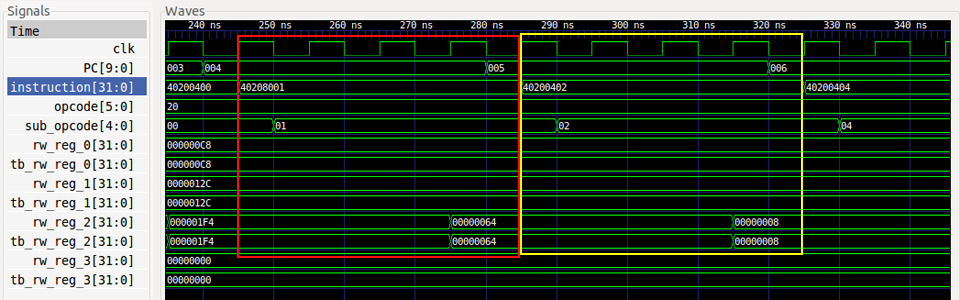 Signals
Waves
Time
240 ns 250 ns 260 ns 270 ns 280 ns 290 ns 300 ns 310 ns 320 ns 330 ns 340 ns
clk
PC[9:0] 003 004 005 006
instruction[31:0] 40200400 40208001 40200402 40200404
opcode[5:0] 20
sub_opcode[4:0] 00 01 02 04
rw_reg_0[31:0] 000000C8
tb_rw_reg_0[31:0] 000000C8
rw_reg_1[31:0] 0000012C
tb_rw_reg_1[31:0] 0000012C
rw_reg_2[31:0] 000001F4 00000064 00000008
tb_rw_reg_2[31:0] 000001F4 00000064 00000008
rw_reg_3[31:0] 00000000
tb_rw_reg_3[31:0] 00000000